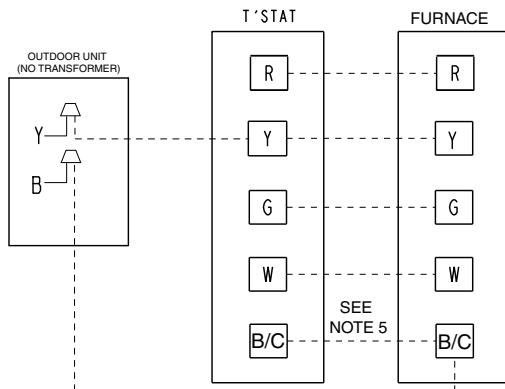 T'STAT
FURNACE
OUTDOOR UNIT
(NO TRANSFORMER)
Y
B
R
R
Y
Y
G
G
W
W
SEE
NOTE 5
B/C
B/C